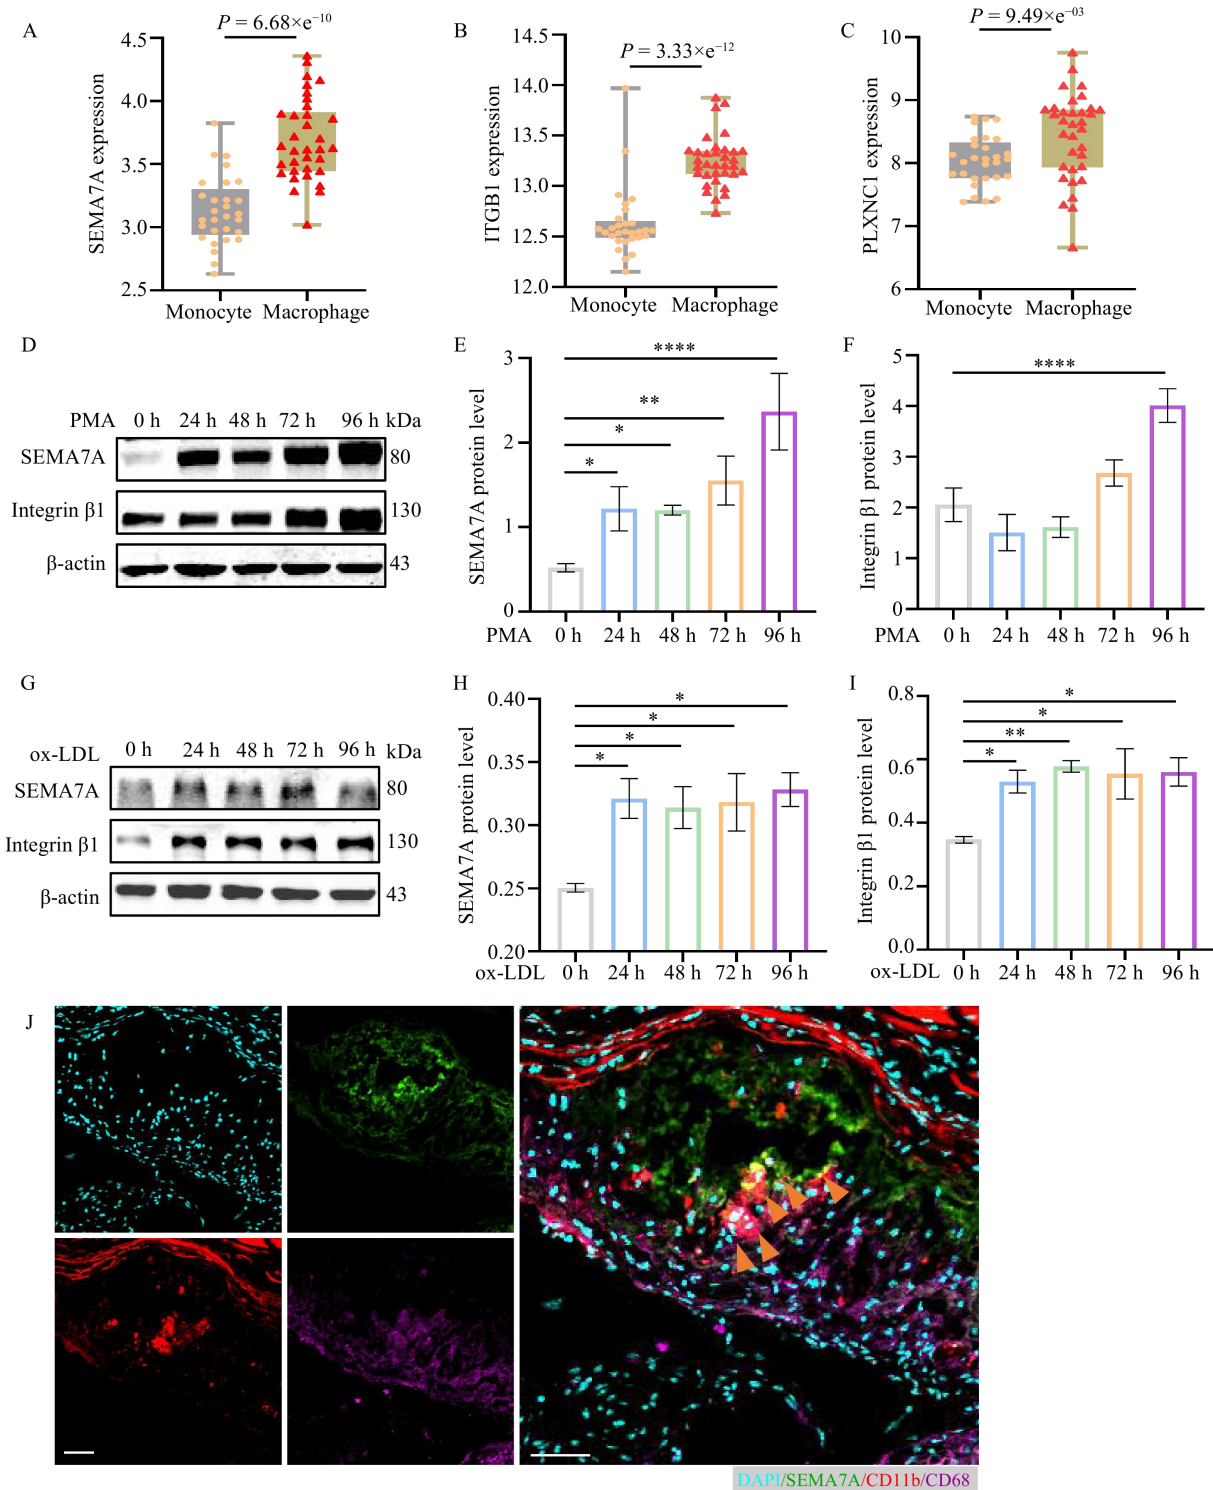 A
P = 6.68×e⁻¹⁰
SEMA7A expression
4.5
4.0
3.5
3.0
2.5
Monocyte Macrophage
B
P = 3.33×e⁻¹²
ITGB1 expression
14.5
14.0
13.5
13.0
12.5
12.0
Monocyte Macrophage
C
P = 9.49×e⁻⁰³
PLXNC1 expression
10
9
8
7
6
Monocyte Macrophage
D
PMA 0 h 24 h 48 h 72 h 96 h kDa
SEMA7A 80
Integrin β1 130
β-actin 43
E
SEMA7A protein level
3
2
1
0
****
**
*
*
PMA 0 h 24 h 48 h 72 h 96 h
F
Integrin β1 protein level
5
4
3
2
1
0
****
PMA 0 h 24 h 48 h 72 h 96 h
G
ox-LDL 0 h 24 h 48 h 72 h 96 h kDa
SEMA7A 80
Integrin β1 130
β-actin 43
H
SEMA7A protein level
0.40
0.35
0.30
0.25
0.20
*
*
*
*
ox-LDL 0 h 24 h 48 h 72 h 96 h
I
Integrin β1 protein level
0.8
0.6
0.4
0.2
0.0
*
*
**
*
ox-LDL 0 h 24 h 48 h 72 h 96 h
J
DAPI/SEMA7A/CD11b/CD68